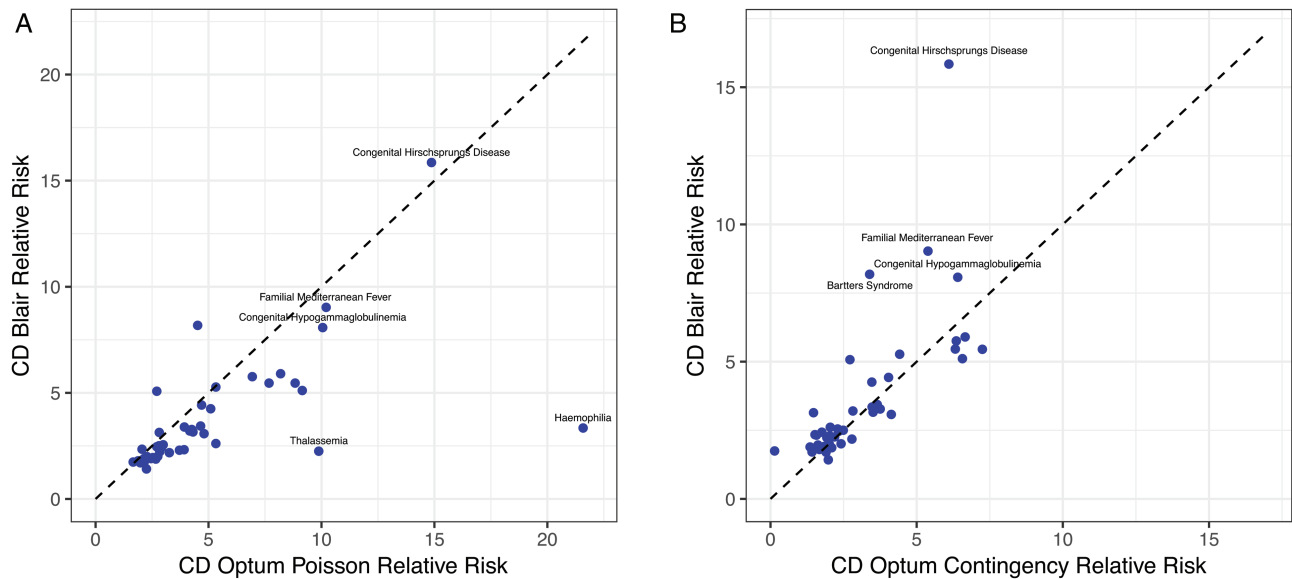 A
20
15
10
5
0
CD Blair Relative Risk
Congenital Hirschsprungs Disease
Familial Mediterranean Fever
Congenital Hypogammaglobulinemia
Haemophilia
Thalassemia
0 5 10 15 20
CD Optum Poisson Relative Risk
B
15
10
5
0
CD Blair Relative Risk
Congenital Hirschsprungs Disease
Familial Mediterranean Fever
Congenital Hypogammaglobulinemia
Bartters Syndrome
0 5 10 15
CD Optum Contingency Relative Risk